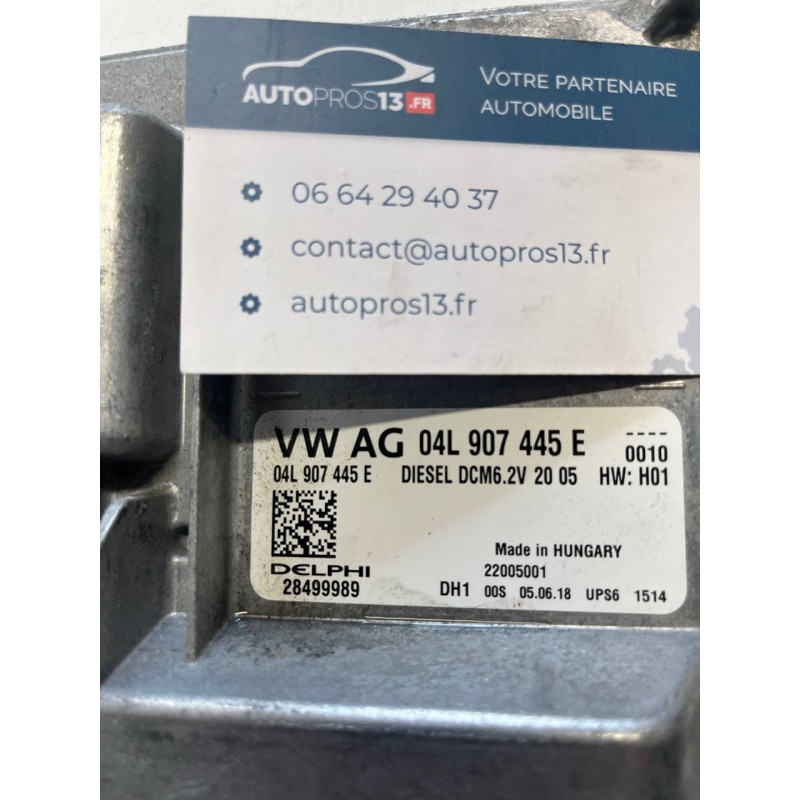 AUTOPROS13.FR
VOTRE PARTENAIRE
AUTOMOBILE
06 64 29 40 37
contact@autopros13.fr
autopros13.fr
VW AG 04L 907 445 E ----
0010
04L 907 445 E DIESEL DCM6.2V 20 05 HW: H01
Made in HUNGARY
DELPHI 22005001
28499989 DH1 00S 05.06.18 UPS6 1514